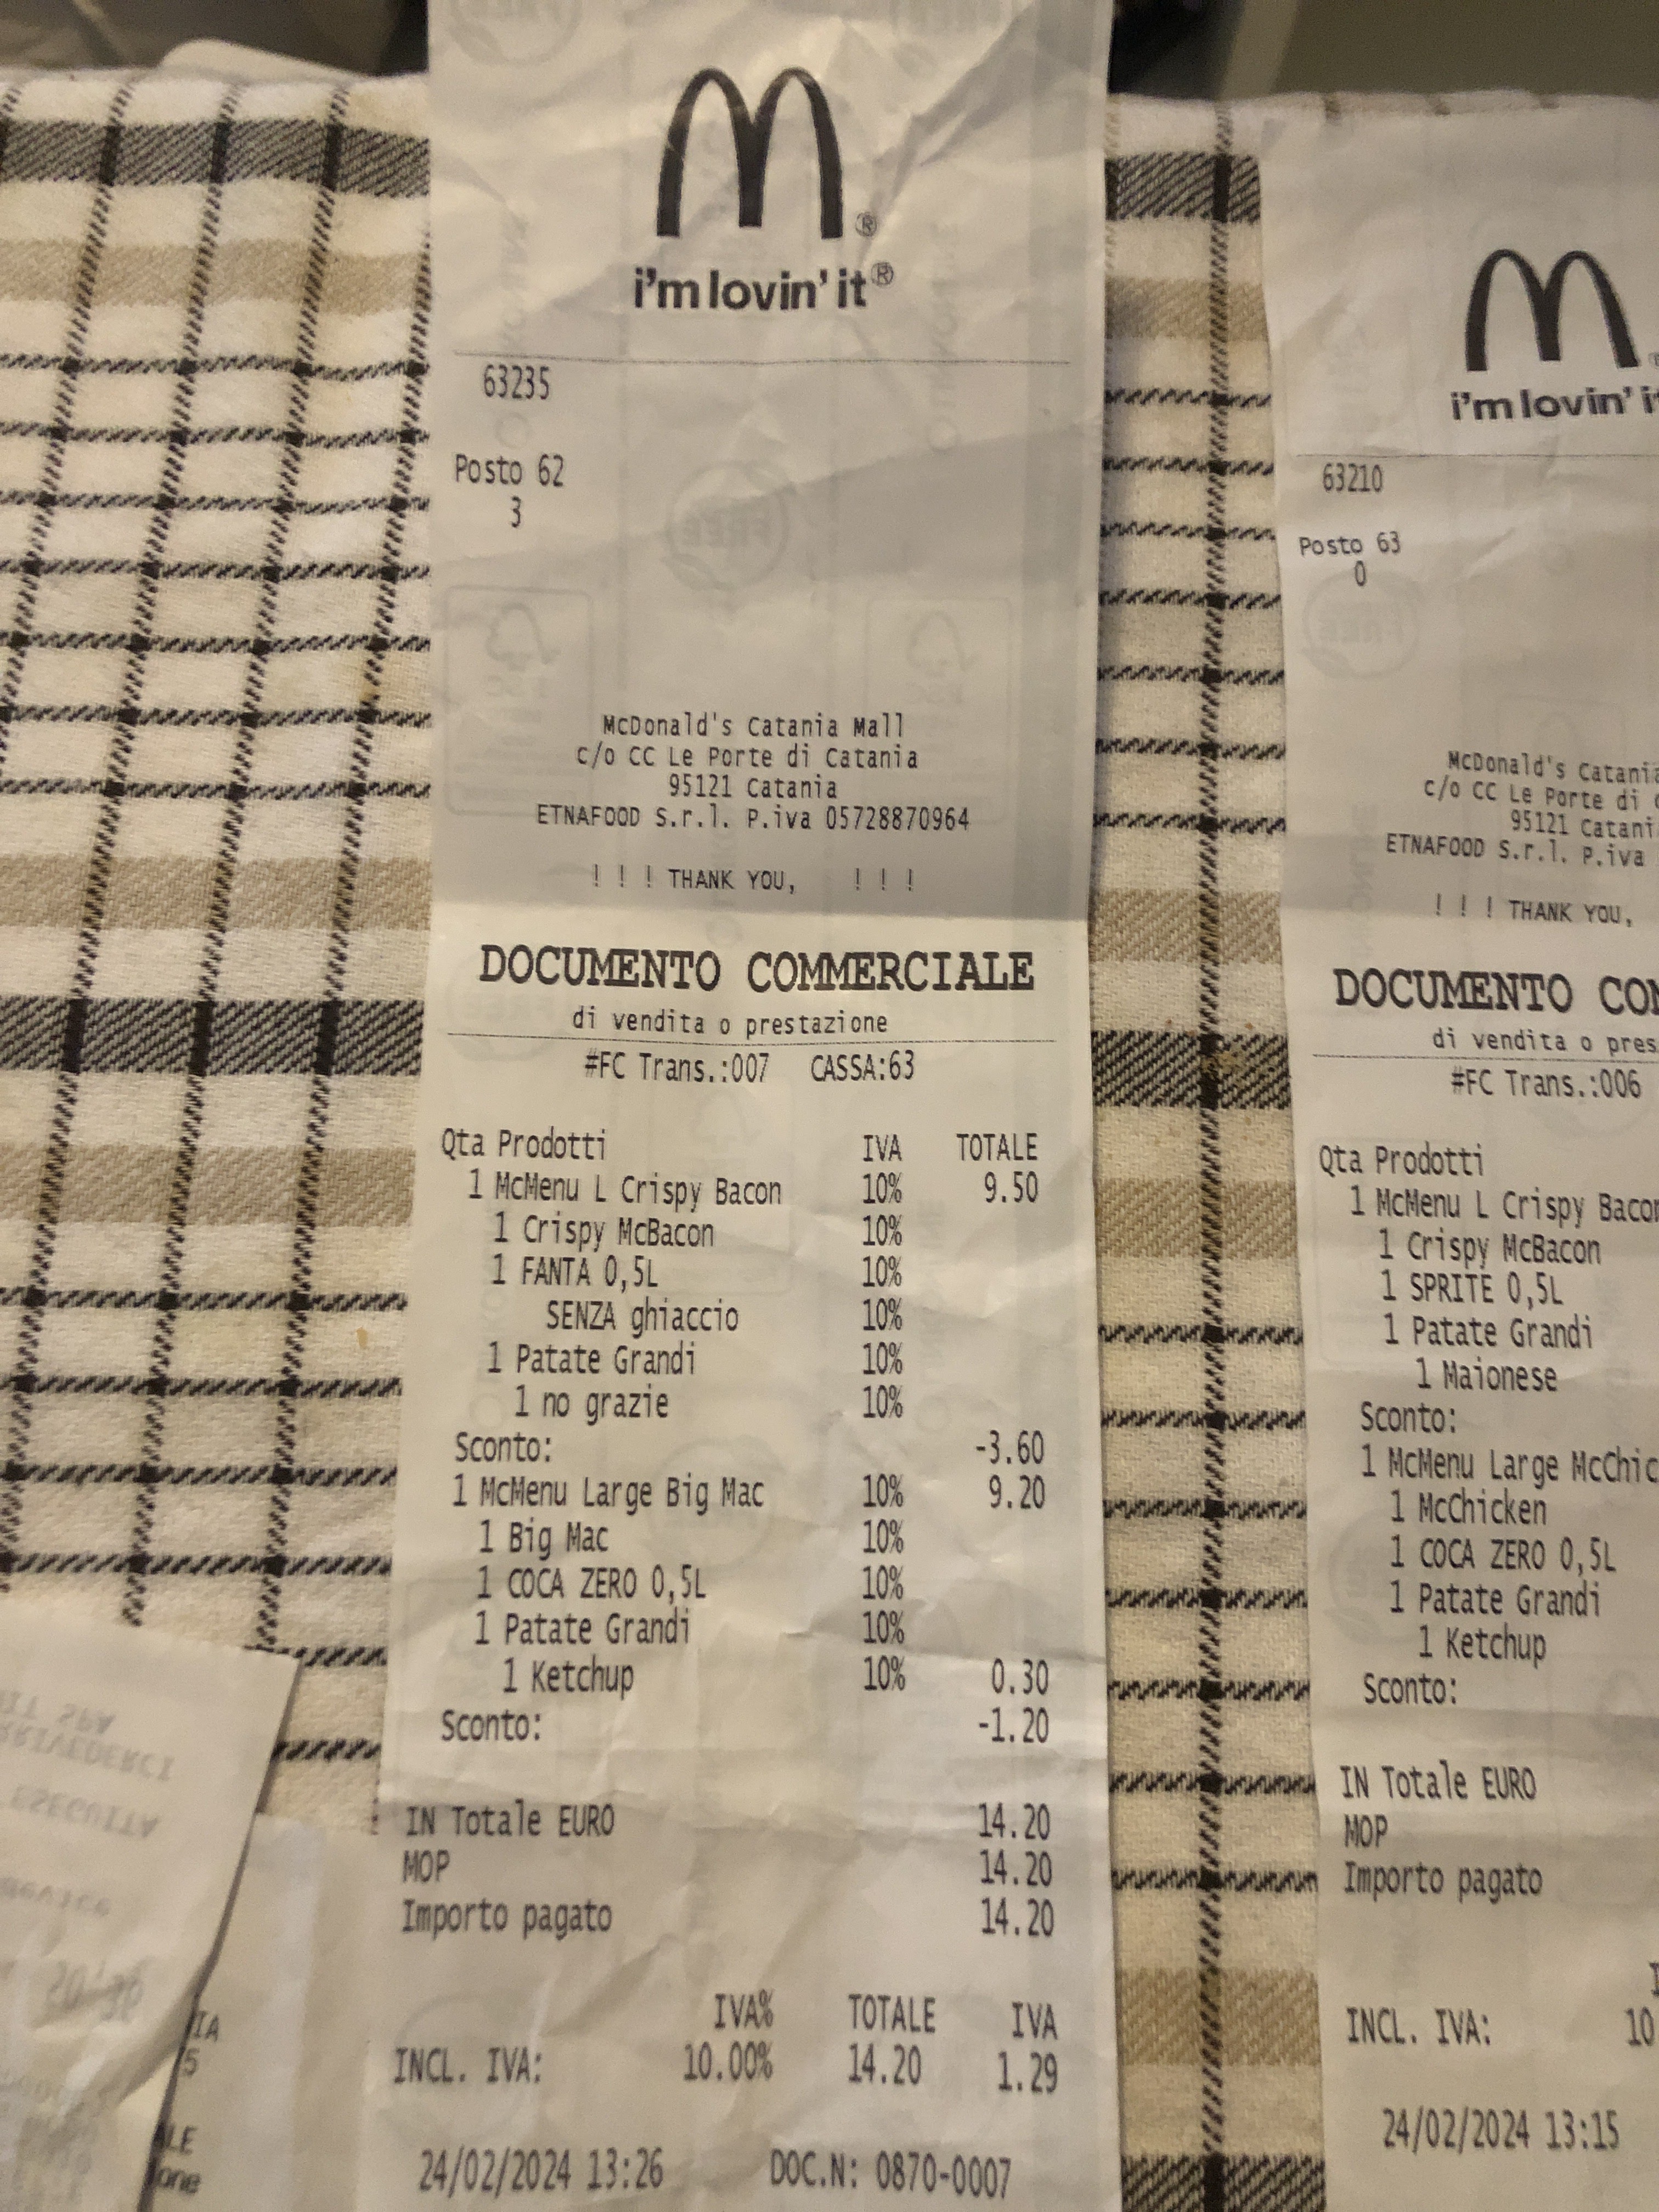 i'm lovin' it®
63235
Posto 62
3
McDonald's Catania Mall
c/o CC Le Porte di Catania
95121 Catania
ETNAFOOD S.r.l. P.iva 05728870964
! ! ! THANK YOU, ! ! !
DOCUMENTO COMMERCIALE
di vendita o prestazione
#FC Trans.:007 CASSA:63
Qta Prodotti IVA TOTALE
1 McMenu L Crispy Bacon 10% 9.50
1 Crispy McBacon 10%
1 FANTA 0,5L 10%
SENZA ghiaccio 10%
1 Patate Grandi 10%
1 no grazie 10%
Sconto: -3.60
1 McMenu Large Big Mac 10% 9.20
1 Big Mac 10%
1 COCA ZERO 0,5L 10%
1 Patate Grandi 10%
1 Ketchup 10% 0.30
Sconto: -1.20
IN Totale EURO 14.20
MOP 14.20
Importo pagato 14.20
IVA% TOTALE IVA
INCL. IVA: 10.00% 14.20 1.29
24/02/2024 13:26 DOC.N: 0870-0007
i'm lovin' it
63210
Posto 63
0
McDonald's Catania
c/o CC Le Porte di
95121 Catani
ETNAFOOD S.r.l. P.iva
! ! ! THANK YOU,
DOCUMENTO COM
di vendita o pres
#FC Trans.:006
Qta Prodotti
1 McMenu L Crispy Bacon
1 Crispy McBacon
1 SPRITE 0,5L
1 Patate Grandi
1 Maionese
Sconto:
1 McMenu Large McChic
1 McChicken
1 COCA ZERO 0,5L
1 Patate Grandi
1 Ketchup
Sconto:
IN Totale EURO
MOP
Importo pagato
INCL. IVA: 10
24/02/2024 13:15